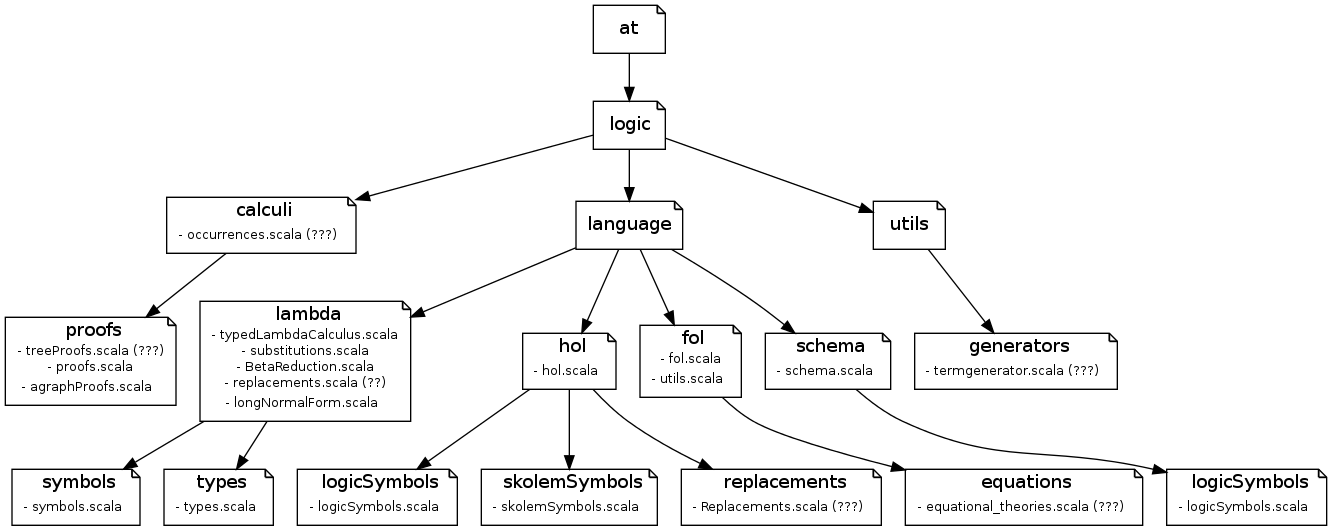 at
logic
calculi
- occurrences.scala (???)
language
utils
proofs
- treeProofs.scala (???)
- proofs.scala
- agraphProofs.scala
lambda
- typedLambdaCalculus.scala
- substitutions.scala
- BetaReduction.scala
- replacements.scala (??)
- longNormalForm.scala
hol
- hol.scala
fol
- fol.scala
- utils.scala
schema
- schema.scala
generators
- termgenerator.scala (???)
symbols
- symbols.scala
types
- types.scala
logicSymbols
- logicSymbols.scala
skolemSymbols
- skolemSymbols.scala
replacements
- Replacements.scala (???)
equations
- equational_theories.scala (???)
logicSymbols
- logicSymbols.scala